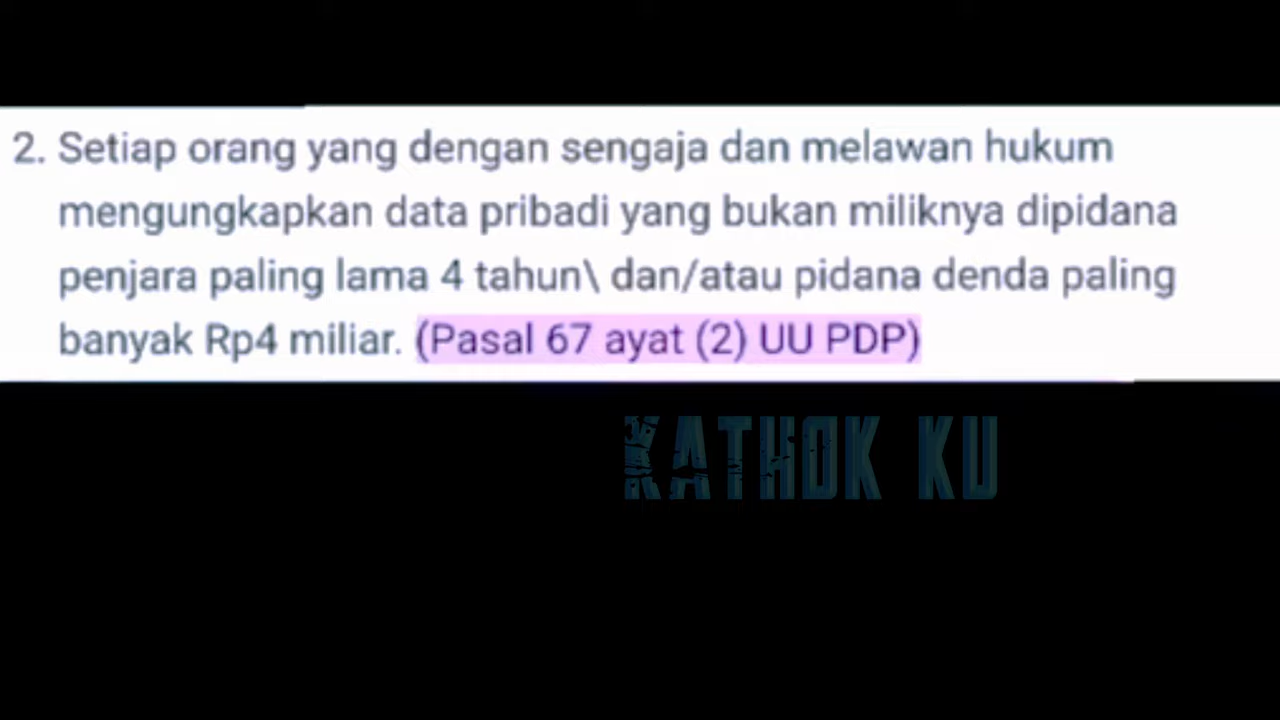 2. Setiap orang yang dengan sengaja dan melawan hukum
mengungkapkan data pribadi yang bukan miliknya dipidana
penjara paling lama 4 tahun\ dan/atau pidana denda paling
banyak Rp4 miliar. (Pasal 67 ayat (2) UU PDP)
KATHOK KU